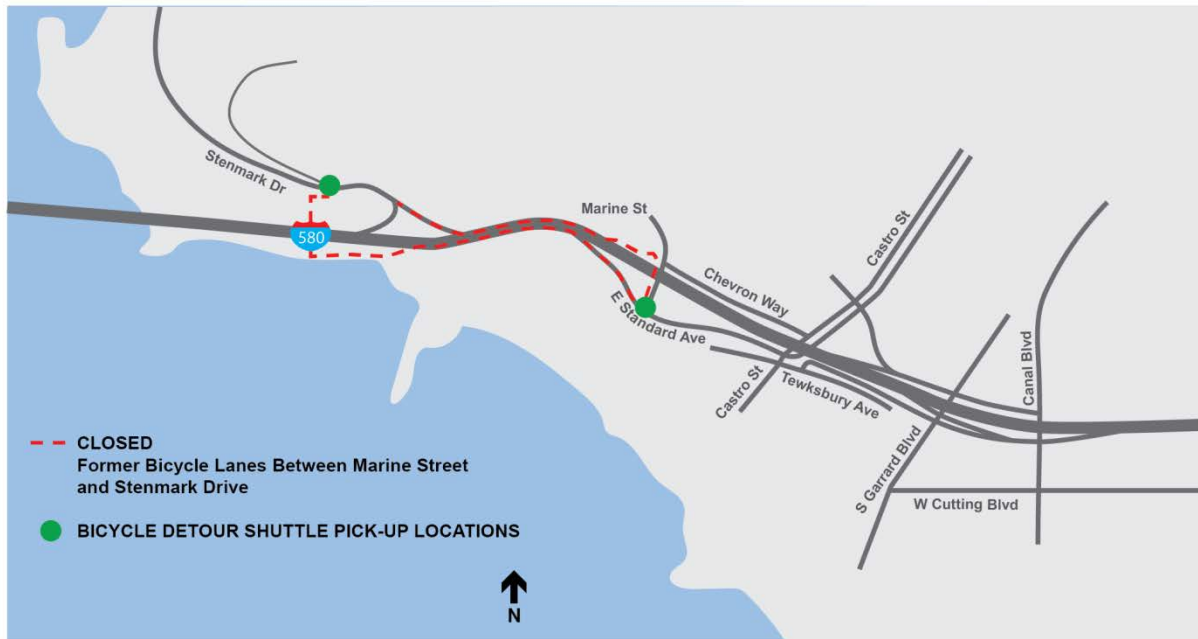 Stenmark Dr
580
Marine St
Castro St
Chevron Way
E Standard Ave
Castro St
Tewksbury Ave
Canal Blvd
S Garrard Blvd
W Cutting Blvd
CLOSED
Former Bicycle Lanes Between Marine Street
and Stenmark Drive
BICYCLE DETOUR SHUTTLE PICK-UP LOCATIONS
N